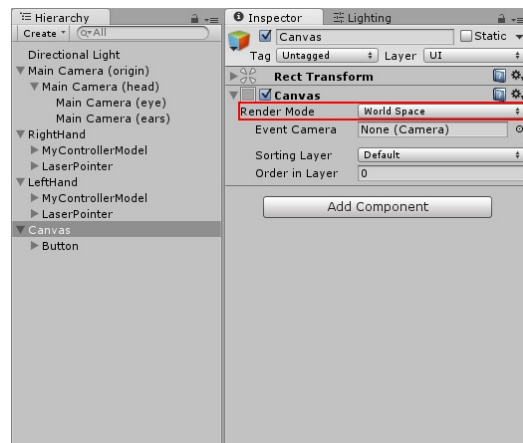 Hierarchy
Create
All
Directional Light
Main Camera (origin)
Main Camera (head)
Main Camera (eye)
Main Camera (ears)
RightHand
MyControllerModel
LaserPointer
LeftHand
MyControllerModel
LaserPointer
Canvas
Button
Inspector
Lighting
Canvas
Static
Tag Untagged
Layer UI
Rect Transform
Canvas
Render Mode World Space
Event Camera None (Camera)
Sorting Layer Default
Order in Layer 0
Add Component